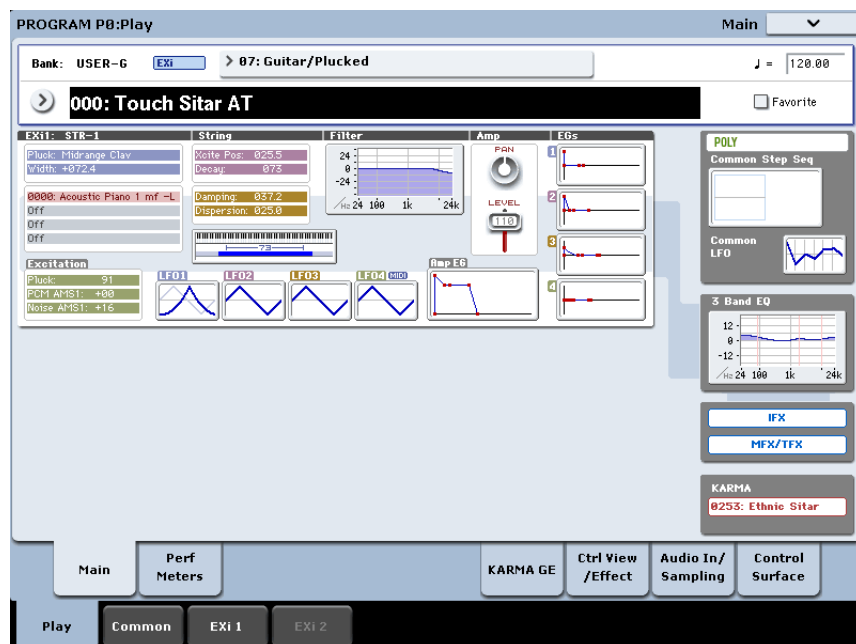 PROGRAM P0:Play
Main
Bank: USER-G EXi 07: Guitar/Plucked
♩ = 120.00
000: Touch Sitar AT
Favorite
EXi1: STR-1 String Filter Amp EGs
Pluck: Midrange Clav
Width: +072.4
0000: Acoustic Piano 1 mf -L
Off
Off
Off
Excitation
Pluck: 91
PCM AMS1: +00
Noise AMS1: +16
Xcite Pos: 025.5
Decay: 073
Damping: 037.2
Dispersion: 025.0
73
LFO1 LFO2 LFO3 LFO4 MIDI
24
0
-24
/Hz 24 100 1k 24k
Amp EG
PAN
LEVEL
110
1
2
3
4
POLY
Common Step Seq
Common
LFO
3 Band EQ
12
0
-12
/Hz 24 100 1k 24k
IFX
MFX/TFX
KARMA
0253: Ethnic Sitar
Main
Perf
Meters
KARMA GE
Ctrl View
/Effect
Audio In/
Sampling
Control
Surface
Play Common EXi 1 EXi 2